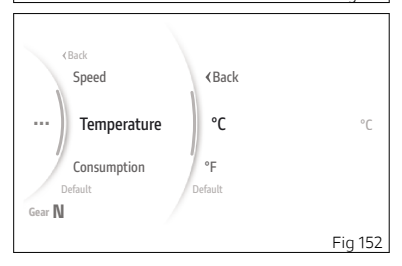 ‹Back
Speed ‹Back
... Temperature °C °C
Consumption °F
Default Default
Gear N
Fig 152